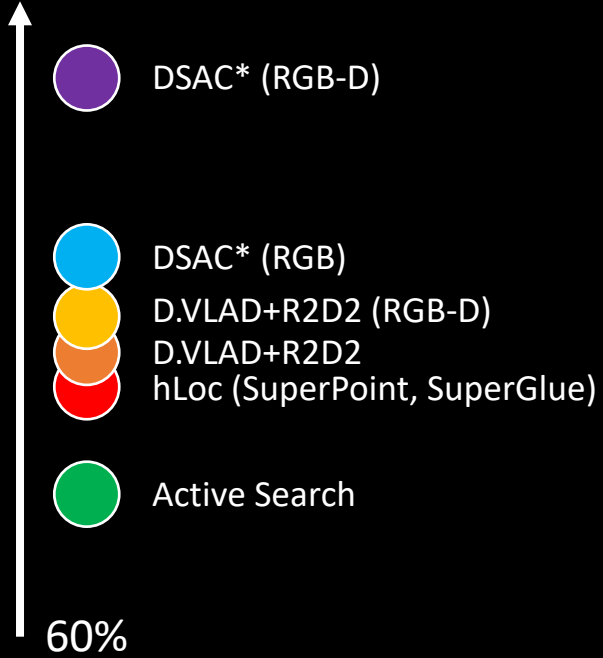 DSAC* (RGB-D)
DSAC* (RGB)
D.VLAD+R2D2 (RGB-D)
D.VLAD+R2D2
hLoc (SuperPoint, SuperGlue)
Active Search
60%